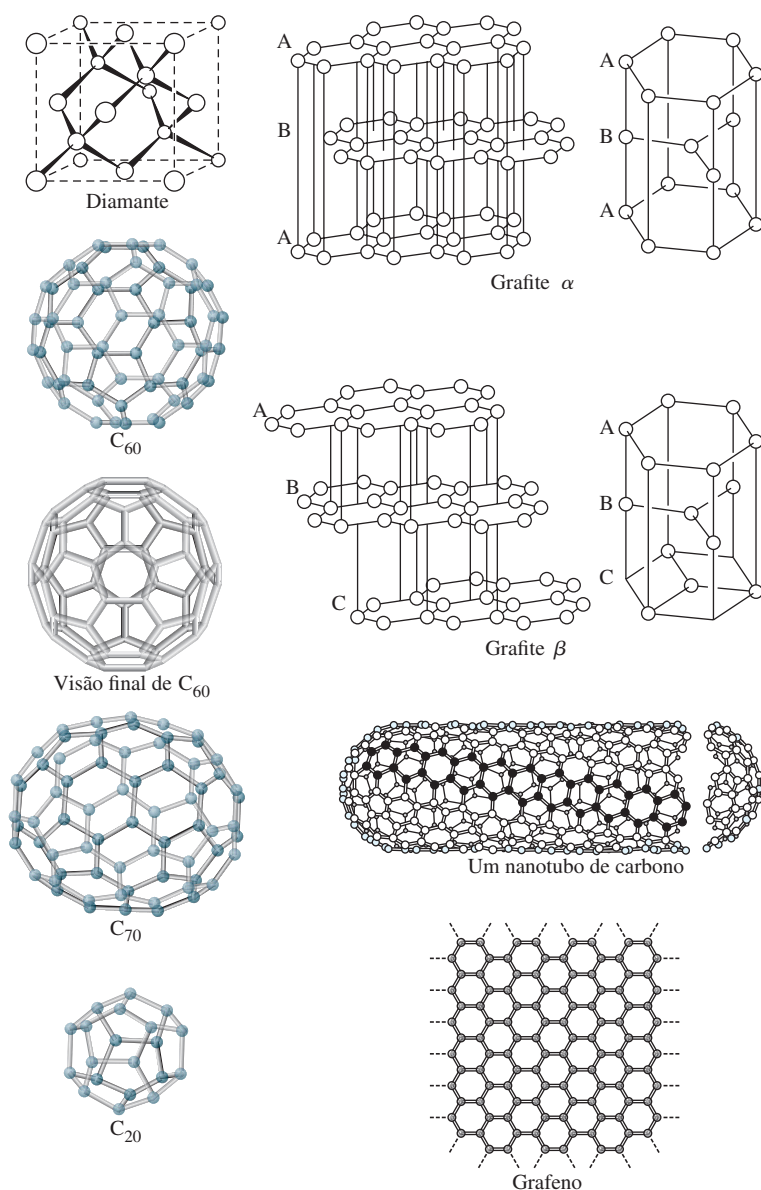 Diamante
A
B
A
Grafite α
A
B
A
C60
A
B
C
Grafite β
A
B
C
Visão final de C60
C70
Um nanotubo de carbono
C20
Grafeno